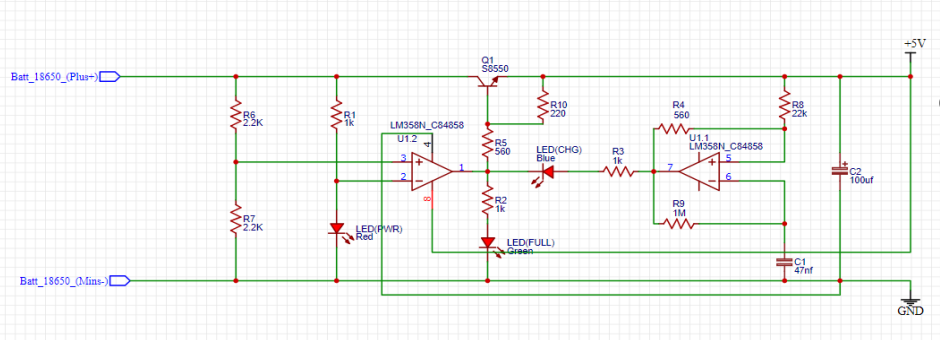 +5V
Batt_18650_(Plus+)
Q1
S8550
R6
2.2K
R1
1k
R10
220
R4
560
R8
22k
LM358N_C84858
U1.2
U1.1
LM358N_C84858
4
3
2
1
8
R5
560
LED(CHG)
Blue
R3
1k
7
5
6
C2
100uf
R7
2.2K
LED(PWR)
Red
R2
1k
LED(FULL)
Green
R9
1M
C1
47nf
Batt_18650_(Mins-)
GND